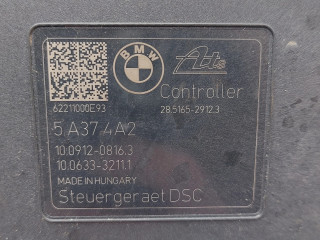 BMW
Ate
Controller
62211000E93
28.5165-2912.3
5 A37 4A2
10.0912-0816.3
10.0633-3211.1
MADE IN HUNGARY
Steuergeraet DSC